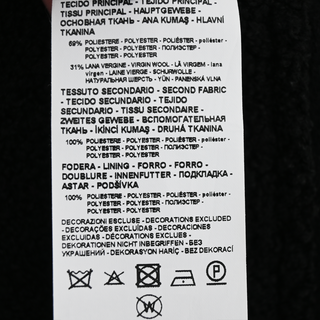 TECIDO PRINCIPAL - TEJIDO PRINCIPAL -
TISSU PRINCIPAL - HAUPTGEWEBE -
ОСНОВНАЯ ТКАНЬ - ANA KUMAŞ - HLAVNÍ
TKANINA
69% POLIESTERE - POLYESTER - POLIÉSTER - poliéster -
POLYESTER - POLYESTER - ПОЛИЭСТЕР -
POLYESTER - POLYESTER
31% LANA VERGINE - VIRGIN WOOL - LÃ VIRGEM - lana
virgen - LAINE VIERGE - SCHURWOLLE -
НАТУРАЛЬНАЯ ШЕРСТЬ - YÜN - PANENSKÁ VLNA
TESSUTO SECONDARIO - SECOND FABRIC
- TECIDO SECUNDARIO - TEJIDO
SECUNDARIO - TISSU SECONDAIRE -
ZWEITES GEWEBE - ВСПОМОГАТЕЛЬНАЯ
ТКАНЬ - IKİNCİ KUMAŞ - DRUHÁ TKANINA
100% POLIESTERE - POLYESTER - POLIÉSTER - poliéster
- POLYESTER - POLYESTER - ПОЛИЭСТЕР -
POLYESTER - POLYESTER
FODERA - LINING - FORRO - FORRO -
DOUBLURE - INNENFUTTER - ПОДКЛАДКА -
ASTAR - PODŠÍVKA
100% POLIESTERE - POLYESTER - POLIÉSTER - poliéster
- POLYESTER - POLYESTER - ПОЛИЭСТЕР -
POLYESTER - POLYESTER
DECORAZIONI ESCLUSE - DECORATIONS EXCLUDED
- DECORAÇÕES EXCLUIDAS - DECORACIONES
EXCLUIDAS - DÉCORATIONS EXCLUES -
DEKORATIONEN NICHT INBEGRIFFEN - БЕЗ
УКРАШЕНИЙ - DEKORASYON HARİÇ - BEZ DEKORACÍ
P
W